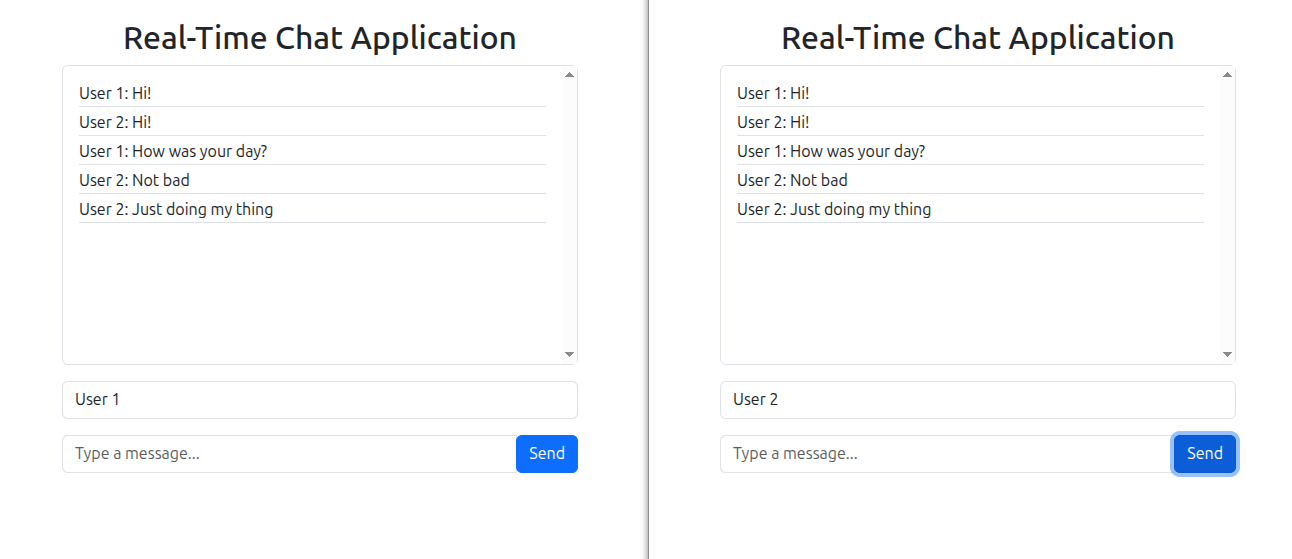 Real-Time Chat Application
User 1: Hi!
User 2: Hi!
User 1: How was your day?
User 2: Not bad
User 2: Just doing my thing
User 1
Type a message...
Send
Real-Time Chat Application
User 1: Hi!
User 2: Hi!
User 1: How was your day?
User 2: Not bad
User 2: Just doing my thing
User 2
Type a message...
Send